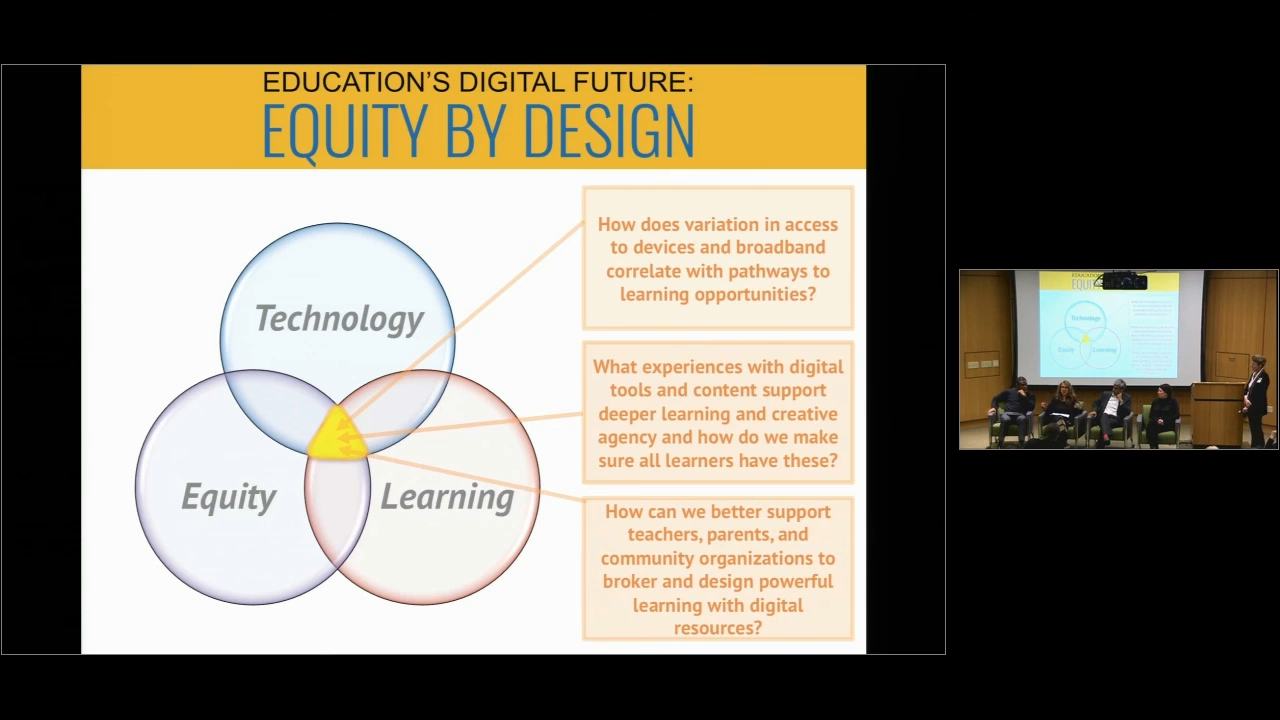 EDUCATION'S DIGITAL FUTURE:
EQUITY BY DESIGN
Technology
Equity
Learning
How does variation in access
to devices and broadband
correlate with pathways to
learning opportunities?
What experiences with digital
tools and content support
deeper learning and creative
agency and how do we make
sure all learners have these?
How can we better support
teachers, parents, and
community organizations to
broker and design powerful
learning with digital
resources?
Technology
Equity
Learning